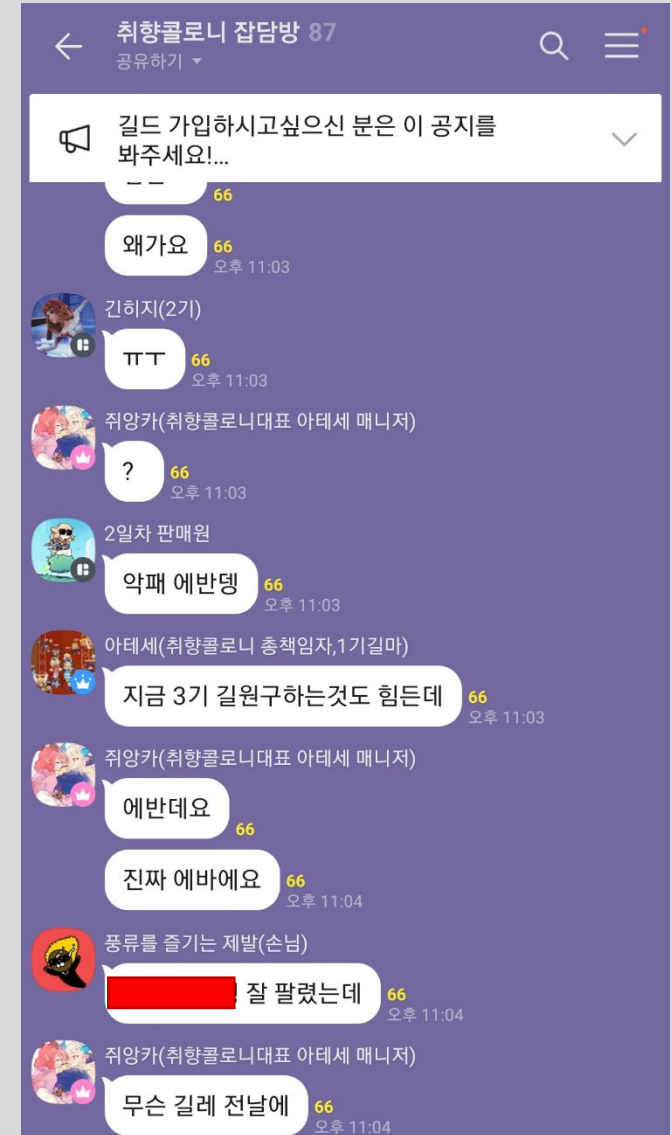 취향콜로니 잡담방 87
공유하기
길드 가입하시고싶으신 분은 이 공지를
봐주세요!...
66
왜가요 66
오후 11:03
긴히지(2기)
ㅠㅜ 66
오후 11:03
쥐앙카(취향콜로니대표 아테세 매니저)
? 66
오후 11:03
2일차 판매원
악패 에반뎅 66
오후 11:03
아테세(취향콜로니 총책임자,1기길마)
지금 3기 길원구하는것도 힘든데 66
오후 11:03
쥐앙카(취향콜로니대표 아테세 매니저)
에반데요 66
진짜 에바에요 66
오후 11:04
풍류를 즐기는 제발(손님)
잘 팔렸는데 66
오후 11:04
쥐앙카(취향콜로니대표 아테세 매니저)
무슨 길레 전날에 66
오후 11:04